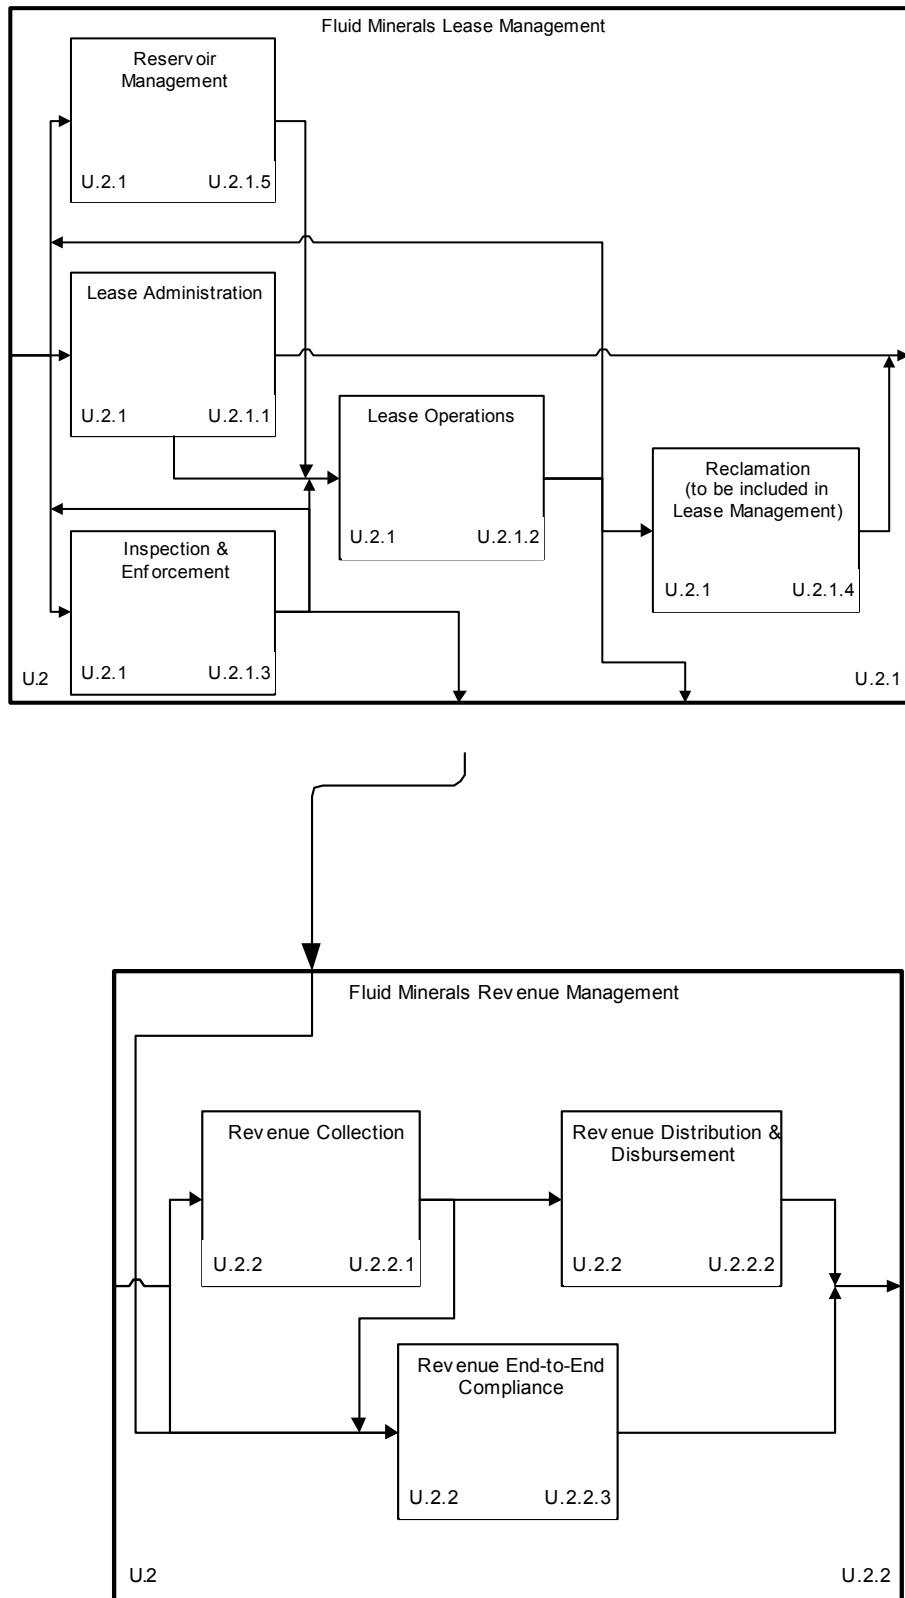 Fluid Minerals Lease Management
Reservoir
Management
U.2.1 U.2.1.5
Lease Administration
U.2.1 U.2.1.1
Lease Operations
U.2.1 U.2.1.2
Reclamation
(to be included in
Lease Management)
U.2.1 U.2.1.4
Inspection &
Enforcement
U.2.1 U.2.1.3
U.2 U.2.1
Fluid Minerals Revenue Management
Revenue Collection
U.2.2 U.2.2.1
Revenue Distribution &
Disbursement
U.2.2 U.2.2.2
Revenue End-to-End
Compliance
U.2.2 U.2.2.3
U.2 U.2.2